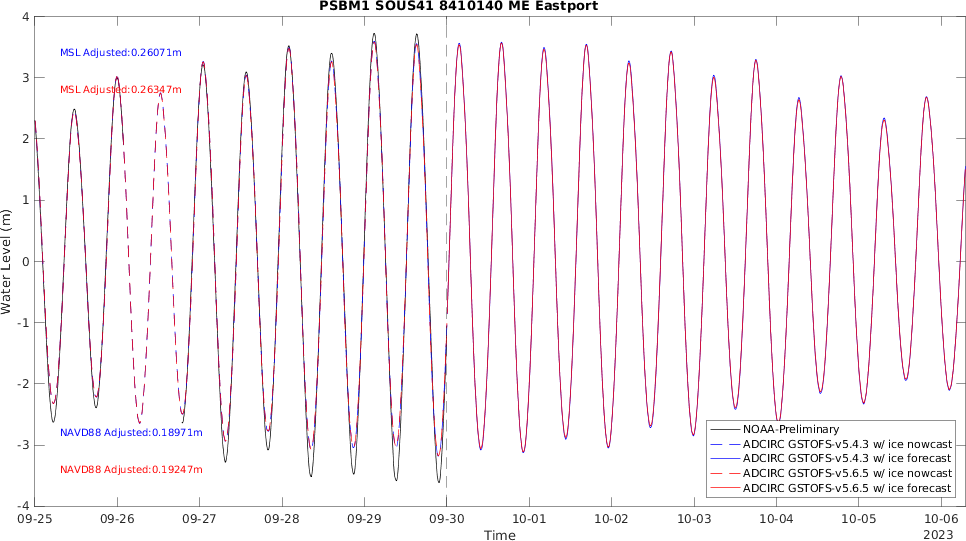 PSBM1 SOUS41 8410140 ME Eastport
4
MSL Adjusted:0.26071m
3
MSL Adjusted:0.26347m
2
1
Water Level (m)
0
-1
-2
NAVD88 Adjusted:0.18971m
NOAA-Preliminary
-3
ADCIRC GSTOFS-v5.4.3 w/ ice nowcast
ADCIRC GSTOFS-v5.4.3 w/ ice forecast
NAVD88 Adjusted:0.19247m
ADCIRC GSTOFS-v5.6.5 w/ ice nowcast
ADCIRC GSTOFS-v5.6.5 w/ ice forecast
-4
09-25 09-26 09-27 09-28 09-29 09-30 10-01 10-02 10-03 10-04 10-05 10-06
Time 2023